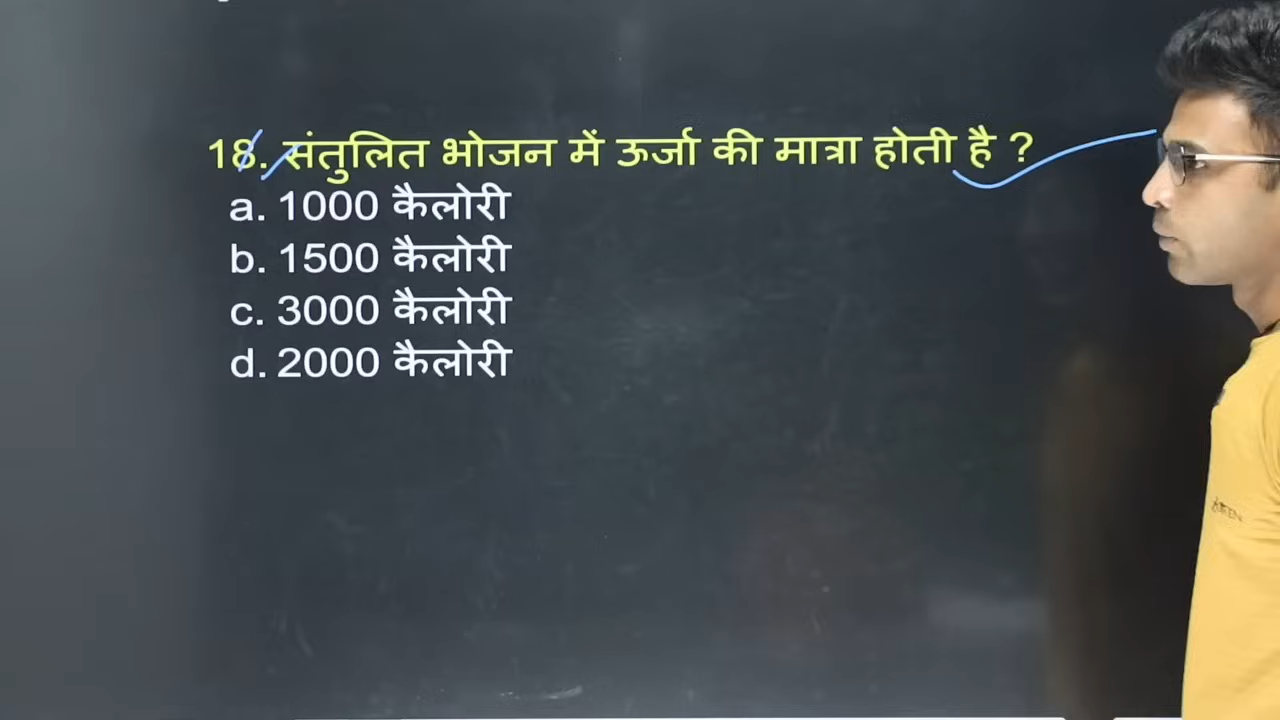 18. संतुलित भोजन में ऊर्जा की मात्रा होती है ?
a. 1000 कैलोरी
b. 1500 कैलोरी
c. 3000 कैलोरी
d. 2000 कैलोरी